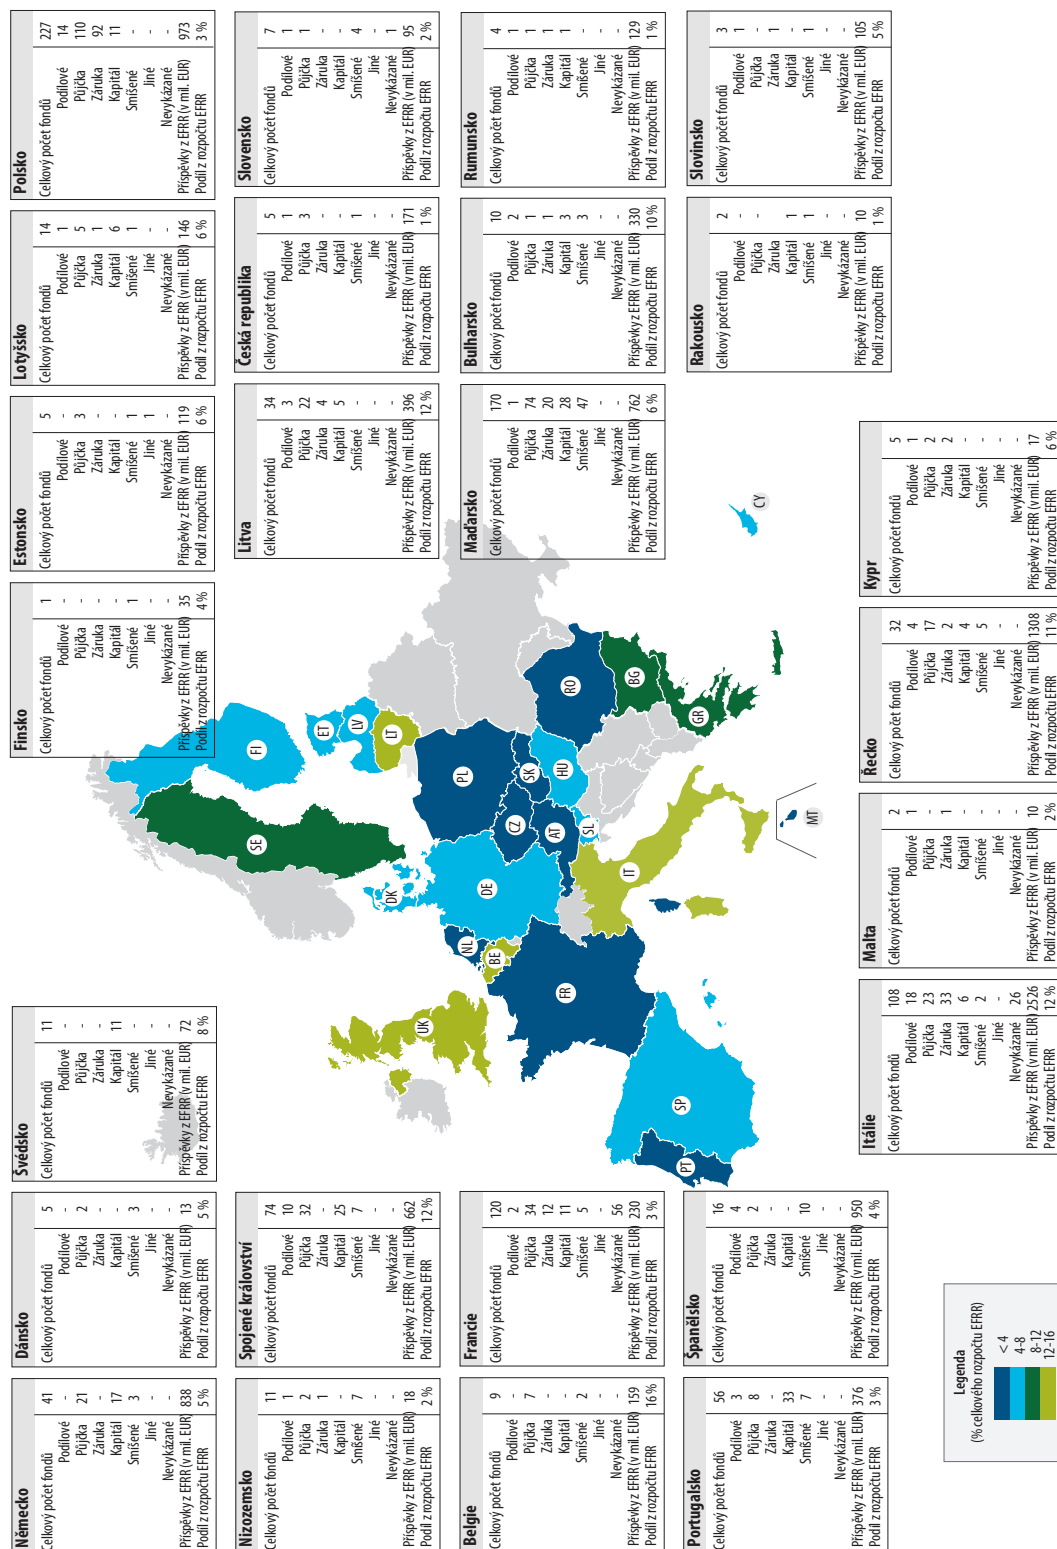 Německo
Celkový počet fondů 41
Podílové -
Půjčka 21
Záruka -
Kapitál 17
Smíšené 3
Jiné -
Nevykázané -
Příspěvky z EFRR (v mil. EUR) 838
Podíl z rozpočtu EFRR 5 %
Dánsko
Celkový počet fondů 5
Podílové -
Půjčka 2
Záruka -
Kapitál -
Smíšené 3
Jiné -
Nevykázané -
Příspěvky z EFRR (v mil. EUR) 13
Podíl z rozpočtu EFRR 5 %
Švédsko
Celkový počet fondů 11
Podílové -
Půjčka -
Záruka -
Kapitál 11
Smíšené -
Jiné -
Nevykázané -
Příspěvky z EFRR (v mil. EUR) 72
Podíl z rozpočtu EFRR 8 %
Finsko
Celkový počet fondů 1
Podílové -
Půjčka -
Záruka -
Kapitál -
Smíšené 1
Jiné -
Nevykázané -
Příspěvky z EFRR (v mil. EUR) 35
Podíl z rozpočtu EFRR 4 %
Estonsko
Celkový počet fondů 5
Podílové -
Půjčka 3
Záruka -
Kapitál -
Smíšené 1
Jiné 1
Nevykázané -
Příspěvky z EFRR (v mil. EUR) 119
Podíl z rozpočtu EFRR 6 %
Lotyšsko
Celkový počet fondů 14
Podílové 1
Půjčka 5
Záruka 1
Kapitál 6
Smíšené 1
Jiné -
Nevykázané -
Příspěvky z EFRR (v mil. EUR) 146
Podíl z rozpočtu EFRR 6 %
Polsko
Celkový počet fondů 227
Podílové 14
Půjčka 110
Záruka 92
Kapitál 11
Smíšené -
Jiné -
Nevykázané -
Příspěvky z EFRR (v mil. EUR) 973
Podíl z rozpočtu EFRR 3 %
Nizozemsko
Celkový počet fondů 11
Podílové 1
Půjčka 2
Záruka 1
Kapitál -
Smíšené 7
Jiné -
Nevykázané -
Příspěvky z EFRR (v mil. EUR) 18
Podíl z rozpočtu EFRR 2 %
Spojené království
Celkový počet fondů 74
Podílové 10
Půjčka 32
Záruka -
Kapitál 25
Smíšené 7
Jiné -
Nevykázané -
Příspěvky z EFRR (v mil. EUR) 662
Podíl z rozpočtu EFRR 12 %
Litva
Celkový počet fondů 34
Podílové 3
Půjčka 22
Záruka 4
Kapitál 5
Smíšené -
Jiné -
Nevykázané -
Příspěvky z EFRR (v mil. EUR) 396
Podíl z rozpočtu EFRR 12 %
Česká republika
Celkový počet fondů 5
Podílové 1
Půjčka 3
Záruka -
Kapitál -
Smíšené 1
Jiné -
Nevykázané -
Příspěvky z EFRR (v mil. EUR) 171
Podíl z rozpočtu EFRR 1 %
Slovensko
Celkový počet fondů 7
Podílové 1
Půjčka 1
Záruka -
Kapitál -
Smíšené 4
Jiné -
Nevykázané 1
Příspěvky z EFRR (v mil. EUR) 95
Podíl z rozpočtu EFRR 2 %
Belgie
Celkový počet fondů 9
Podílové -
Půjčka 7
Záruka -
Kapitál -
Smíšené 2
Jiné -
Nevykázané -
Příspěvky z EFRR (v mil. EUR) 159
Podíl z rozpočtu EFRR 16 %
Francie
Celkový počet fondů 120
Podílové 2
Půjčka 34
Záruka 12
Kapitál 11
Smíšené 5
Jiné -
Nevykázané 56
Příspěvky z EFRR (v mil. EUR) 230
Podíl z rozpočtu EFRR 3 %
Maďarsko
Celkový počet fondů 170
Podílové 1
Půjčka 74
Záruka 20
Kapitál 28
Smíšené 47
Jiné -
Nevykázané -
Příspěvky z EFRR (v mil. EUR) 762
Podíl z rozpočtu EFRR 6 %
Bulharsko
Celkový počet fondů 10
Podílové 2
Půjčka 1
Záruka 1
Kapitál 3
Smíšené 3
Jiné -
Nevykázané -
Příspěvky z EFRR (v mil. EUR) 330
Podíl z rozpočtu EFRR 10 %
Rumunsko
Celkový počet fondů 4
Podílové 1
Půjčka 1
Záruka 1
Kapitál 1
Smíšené -
Jiné -
Nevykázané -
Příspěvky z EFRR (v mil. EUR) 129
Podíl z rozpočtu EFRR 1 %
Portugalsko
Celkový počet fondů 56
Podílové 3
Půjčka 8
Záruka -
Kapitál 33
Smíšené 7
Jiné -
Nevykázané -
Příspěvky z EFRR (v mil. EUR) 376
Podíl z rozpočtu EFRR 3 %
Španělsko
Celkový počet fondů 16
Podílové 4
Půjčka 2
Záruka -
Kapitál -
Smíšené 10
Jiné -
Nevykázané -
Příspěvky z EFRR (v mil. EUR) 950
Podíl z rozpočtu EFRR 4 %
Rakousko
Celkový počet fondů 2
Podílové -
Půjčka -
Záruka
Kapitál 1
Smíšené 1
Jiné -
Nevykázané -
Příspěvky z EFRR (v mil. EUR) 10
Podíl z rozpočtu EFRR 1 %
Slovinsko
Celkový počet fondů 3
Podílové 1
Půjčka -
Záruka 1
Kapitál -
Smíšené 1
Jiné -
Nevykázané -
Příspěvky z EFRR (v mil. EUR) 105
Podíl z rozpočtu EFRR 5 %
FI
SE
ET
LV
LT
DK
UK
NL
BE
DE
PL
CZ
SK
AT
HU
RO
FR
SL
BG
IT
GR
SP
PT
MT
CY
Itálie
Celkový počet fondů 108
Podílové 18
Půjčka 23
Záruka 33
Kapitál 6
Smíšené 2
Jiné -
Nevykázané 26
Příspěvky z EFRR (v mil. EUR) 2526
Podíl z rozpočtu EFRR 12 %
Malta
Celkový počet fondů 2
Podílové 1
Půjčka -
Záruka 1
Kapitál -
Smíšené -
Jiné -
Nevykázané -
Příspěvky z EFRR (v mil. EUR) 10
Podíl z rozpočtu EFRR 2 %
Řecko
Celkový počet fondů 32
Podílové 4
Půjčka 17
Záruka 2
Kapitál 4
Smíšené 5
Jiné -
Nevykázané -
Příspěvky z EFRR (v mil. EUR) 1308
Podíl z rozpočtu EFRR 11 %
Kypr
Celkový počet fondů 5
Podílové 1
Půjčka 2
Záruka 2
Kapitál -
Smíšené -
Jiné -
Nevykázané -
Příspěvky z EFRR (v mil. EUR) 17
Podíl z rozpočtu EFRR 6 %
Legenda
(% celkového rozpočtu EFRR)
< 4
4-8
8-12
12-16